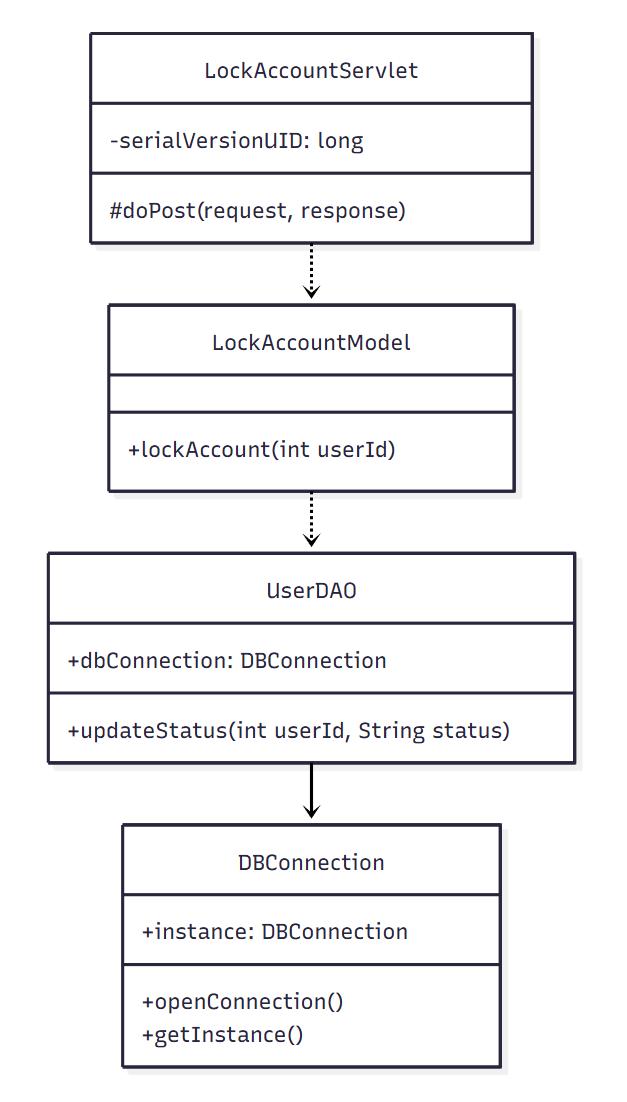 LockAccountServlet
-serialVersionUID: long
#doPost(request, response)
LockAccountModel
+lockAccount(int userId)
UserDAO
+dbConnection: DBConnection
+updateStatus(int userId, String status)
DBConnection
+instance: DBConnection
+openConnection()
+getInstance()